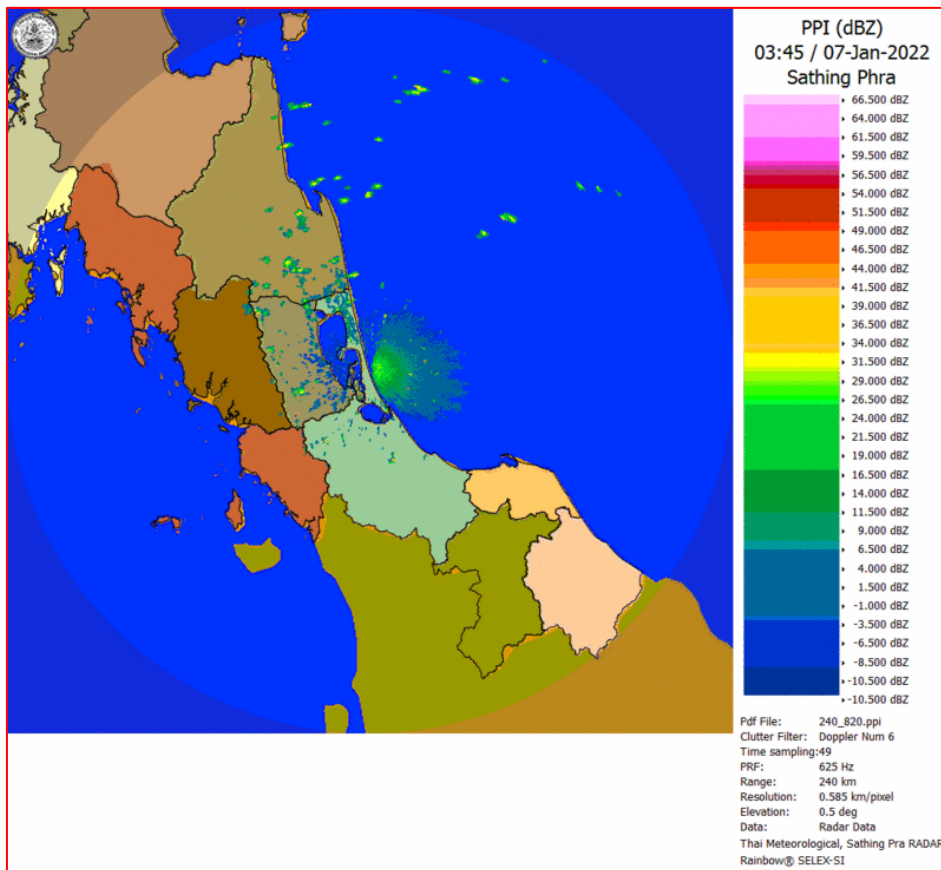 PPI (dBZ)
03:45 / 07-Jan-2022
Sathing Phra
66.500 dBZ
64.000 dBZ
61.500 dBZ
59.500 dBZ
56.500 dBZ
54.000 dBZ
51.500 dBZ
49.000 dBZ
46.500 dBZ
44.000 dBZ
41.500 dBZ
39.000 dBZ
36.500 dBZ
34.000 dBZ
31.500 dBZ
29.000 dBZ
26.500 dBZ
24.000 dBZ
21.500 dBZ
19.000 dBZ
16.500 dBZ
14.000 dBZ
11.500 dBZ
9.000 dBZ
6.500 dBZ
4.000 dBZ
1.500 dBZ
-1.000 dBZ
-3.500 dBZ
-6.500 dBZ
-8.500 dBZ
-10.500 dBZ
-10.500 dBZ
Pdf File: 240_820.ppi
Clutter Filter: Doppler Num 6
Time sampling:49
PRF: 625 Hz
Range: 240 km
Resolution: 0.585 km/pixel
Elevation: 0.5 deg
Data: Radar Data
Thai Meteorological, Sathing Pra RADAR
Rainbow® SELEX-SI